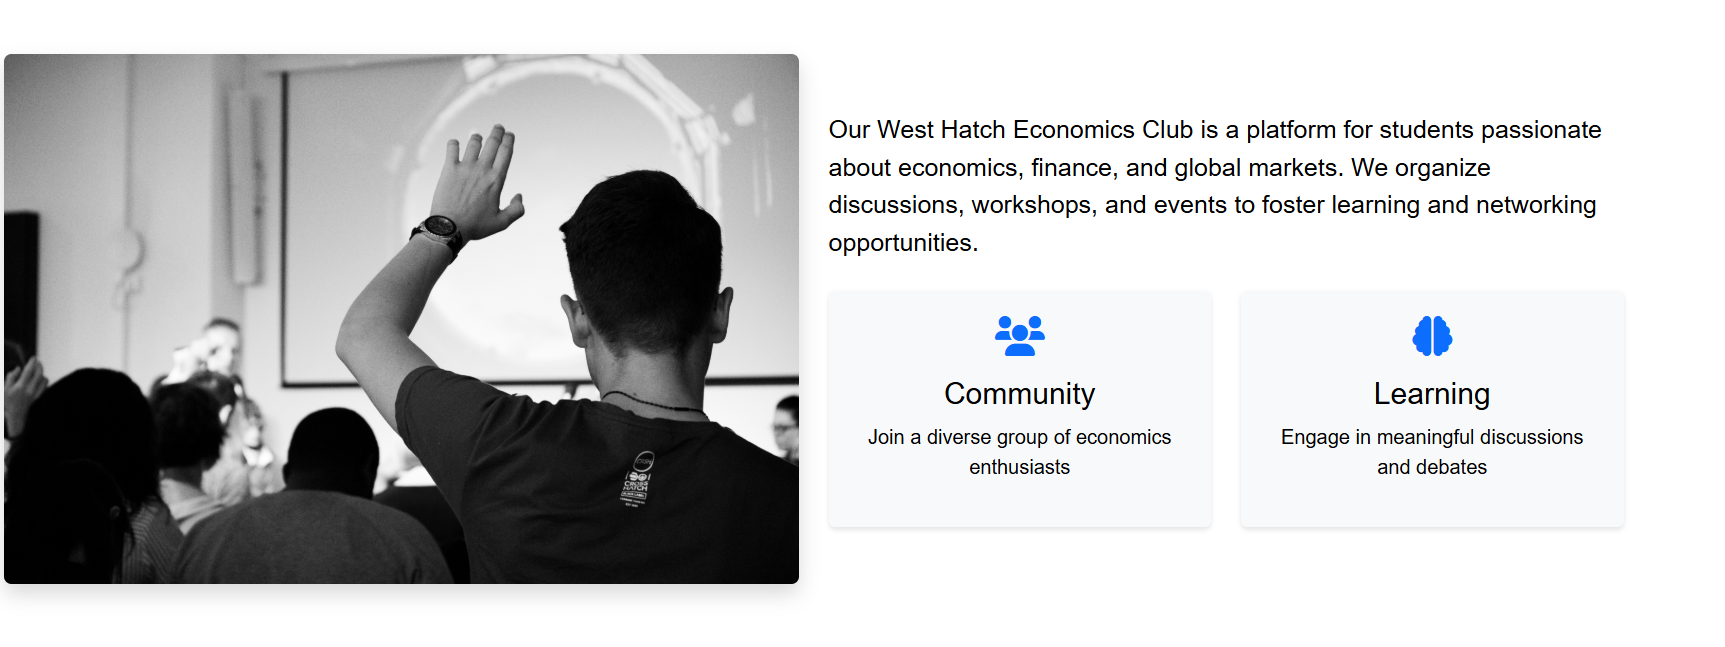 Our West Hatch Economics Club is a platform for students passionate
about economics, finance, and global markets. We organize
discussions, workshops, and events to foster learning and networking
opportunities.
Community
Join a diverse group of economics
enthusiasts
Learning
Engage in meaningful discussions
and debates
CROSS
HATCH